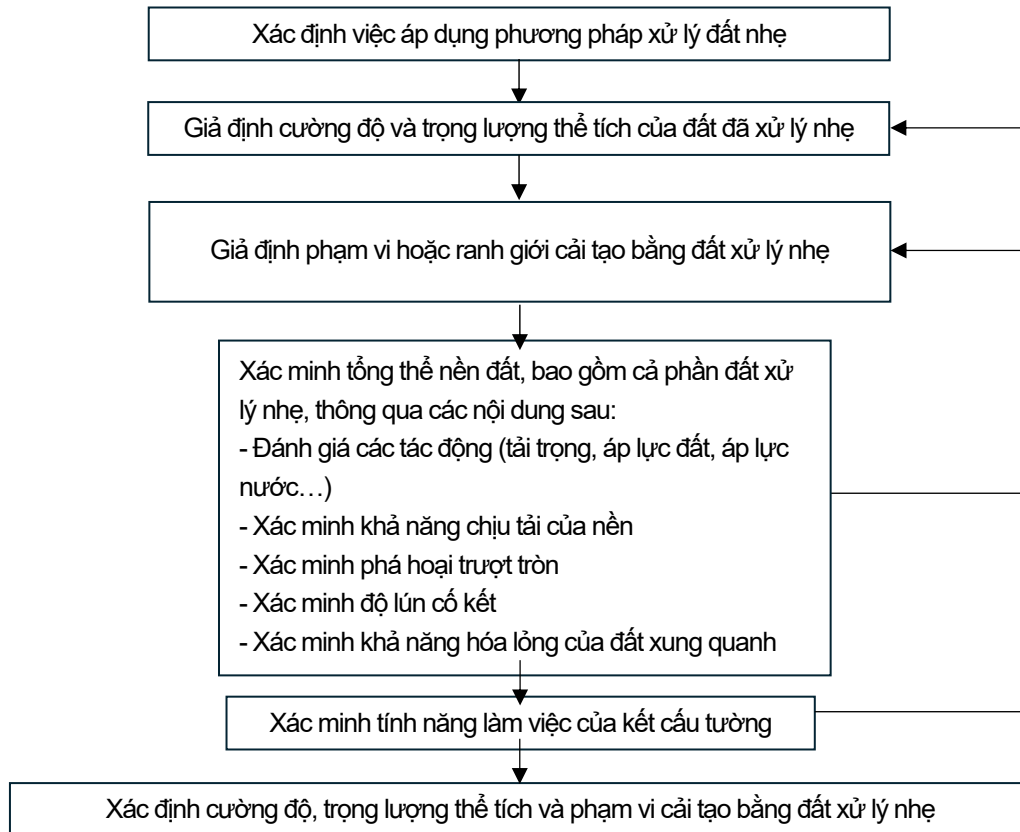 Xác định việc áp dụng phương pháp xử lý đất nhẹ
Giả định cường độ và trọng lượng thể tích của đất đã xử lý nhẹ
Giả định phạm vi hoặc ranh giới cải tạo bằng đất xử lý nhẹ
Xác minh tổng thể nền đất, bao gồm cả phần đất xử
lý nhẹ, thông qua các nội dung sau:
- Đánh giá các tác động (tải trọng, áp lực đất, áp lực
nước…)
- Xác minh khả năng chịu tải của nền
- Xác minh phá hoại trượt tròn
- Xác minh độ lún cố kết
- Xác minh khả năng hóa lỏng của đất xung quanh
Xác minh tính năng làm việc của kết cấu tường
Xác định cường độ, trọng lượng thể tích và phạm vi cải tạo bằng đất xử lý nhẹ